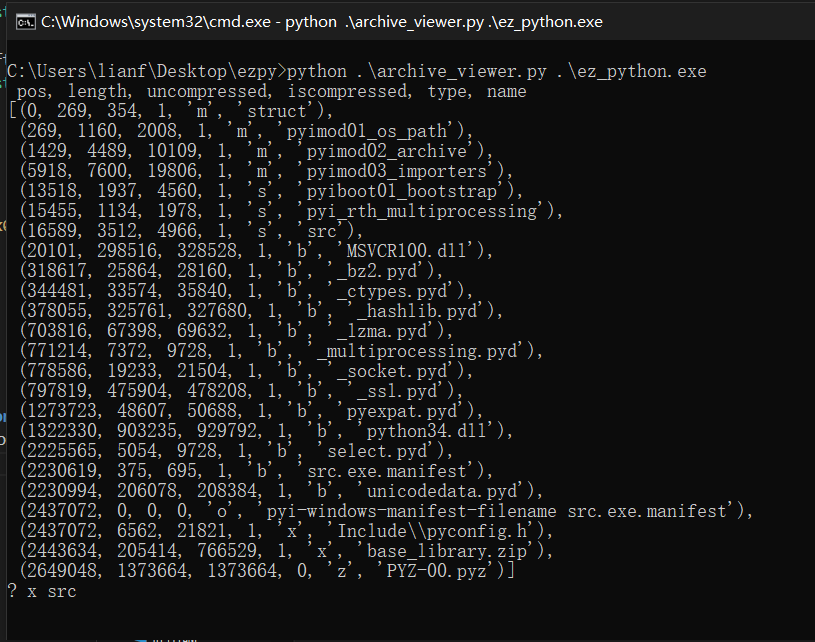 C:\Windows\system32\cmd.exe - python .\archive_viewer.py .\ez_python.exe
C:\Users\lianf\Desktop\ezpy>python .\archive_viewer.py .\ez_python.exe
 pos, length, uncompressed, iscompressed, type, name
[(0, 269, 354, 1, 'm', 'struct'),
 (269, 1160, 2008, 1, 'm', 'pyimod01_os_path'),
 (1429, 4489, 10109, 1, 'm', 'pyimod02_archive'),
 (5918, 7600, 19806, 1, 'm', 'pyimod03_importers'),
 (13518, 1937, 4560, 1, 's', 'pyiboot01_bootstrap'),
 (15455, 1134, 1978, 1, 's', 'pyi_rth_multiprocessing'),
 (16589, 3512, 4966, 1, 's', 'src'),
 (20101, 298516, 328528, 1, 'b', 'MSVCR100.dll'),
 (318617, 25864, 28160, 1, 'b', '_bz2.pyd'),
 (344481, 33574, 35840, 1, 'b', '_ctypes.pyd'),
 (378055, 325761, 327680, 1, 'b', '_hashlib.pyd'),
 (703816, 67398, 69632, 1, 'b', '_lzma.pyd'),
 (771214, 7372, 9728, 1, 'b', '_multiprocessing.pyd'),
 (778586, 19233, 21504, 1, 'b', '_socket.pyd'),
 (797819, 475904, 478208, 1, 'b', '_ssl.pyd'),
 (1273723, 48607, 50688, 1, 'b', 'pyexpat.pyd'),
 (1322330, 903235, 929792, 1, 'b', 'python34.dll'),
 (2225565, 5054, 9728, 1, 'b', 'select.pyd'),
 (2230619, 375, 695, 1, 'b', 'src.exe.manifest'),
 (2230994, 206078, 208384, 1, 'b', 'unicodedata.pyd'),
 (2437072, 0, 0, 0, 'o', 'pyi-windows-manifest-filename src.exe.manifest'),
 (2437072, 6562, 21821, 1, 'x', 'Include\\pyconfig.h'),
 (2443634, 205414, 766529, 1, 'x', 'base_library.zip'),
 (2649048, 1373664, 1373664, 0, 'z', 'PYZ-00.pyz')]
? x src